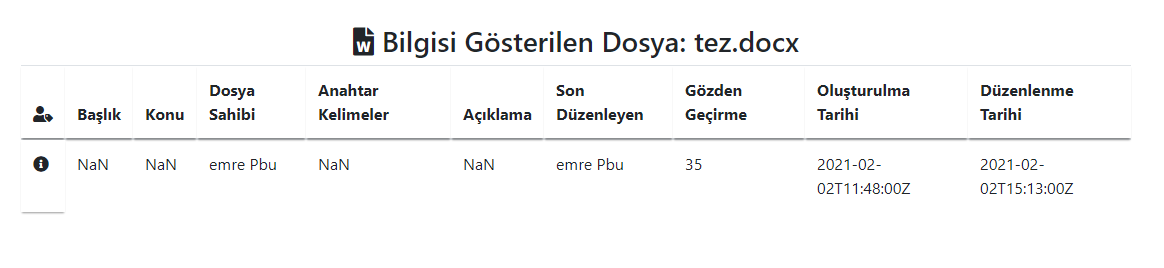 Bilgisi Gösterilen Dosya: tez.docx
Başlık Konu Dosya Sahibi Anahtar Kelimeler Açıklama Son Düzenleyen Gözden Geçirme Oluşturulma Tarihi Düzenlenme Tarihi
NaN NaN emre Pbu NaN NaN emre Pbu 35 2021-02-02T11:48:00Z 2021-02-02T15:13:00Z